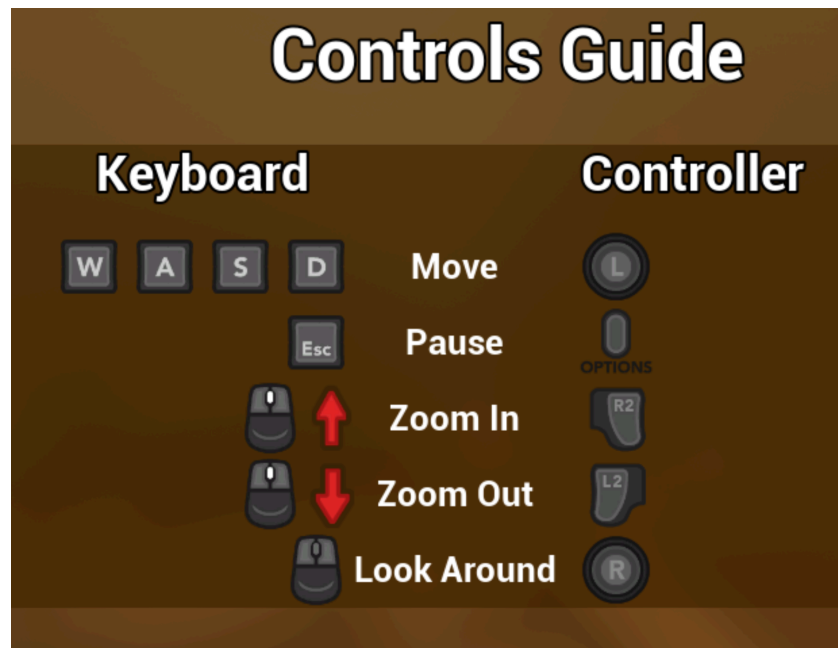 Controls Guide
Keyboard Controller
W A S D Move L
Esc Pause OPTIONS
Zoom In R2
Zoom Out L2
Look Around R